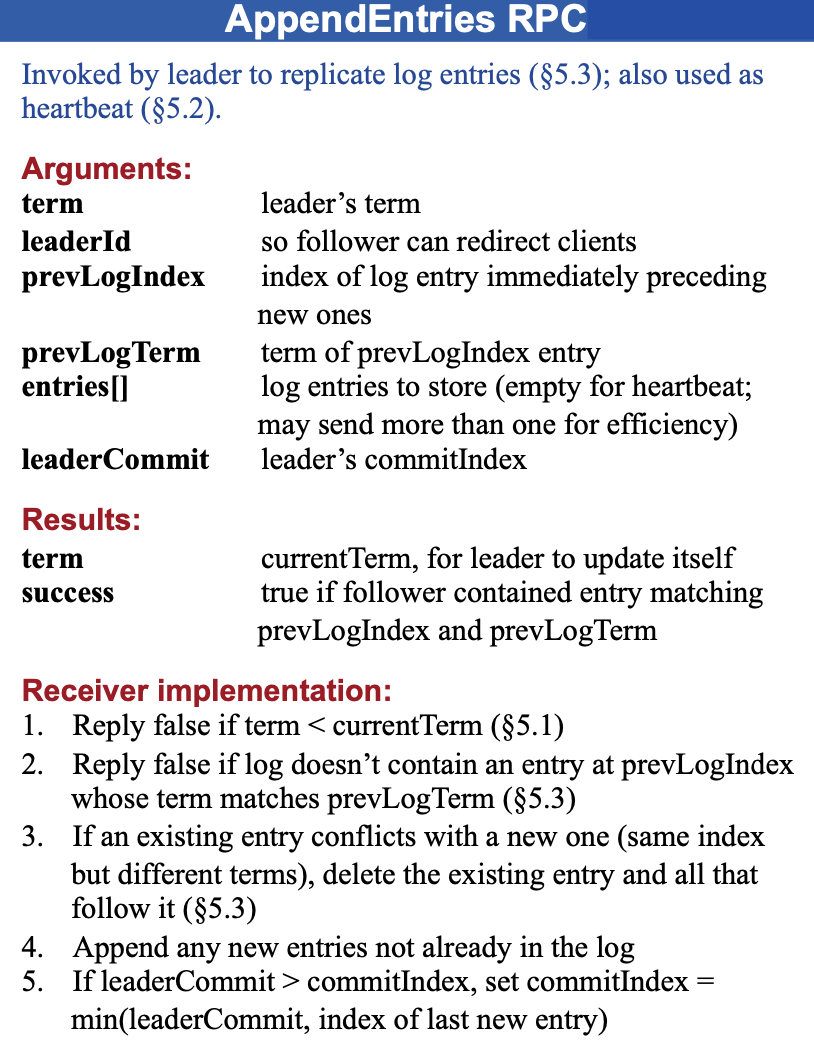 AppendEntries RPC
Invoked by leader to replicate log entries (§5.3); also used as
heartbeat (§5.2).
Arguments:
term leader’s term
leaderId so follower can redirect clients
prevLogIndex index of log entry immediately preceding
new ones
prevLogTerm term of prevLogIndex entry
entries[] log entries to store (empty for heartbeat;
may send more than one for efficiency)
leaderCommit leader’s commitIndex
Results:
term currentTerm, for leader to update itself
success true if follower contained entry matching
prevLogIndex and prevLogTerm
Receiver implementation:
1. Reply false if term < currentTerm (§5.1)
2. Reply false if log doesn’t contain an entry at prevLogIndex
whose term matches prevLogTerm (§5.3)
3. If an existing entry conflicts with a new one (same index
but different terms), delete the existing entry and all that
follow it (§5.3)
4. Append any new entries not already in the log
5. If leaderCommit > commitIndex, set commitIndex =
min(leaderCommit, index of last new entry)